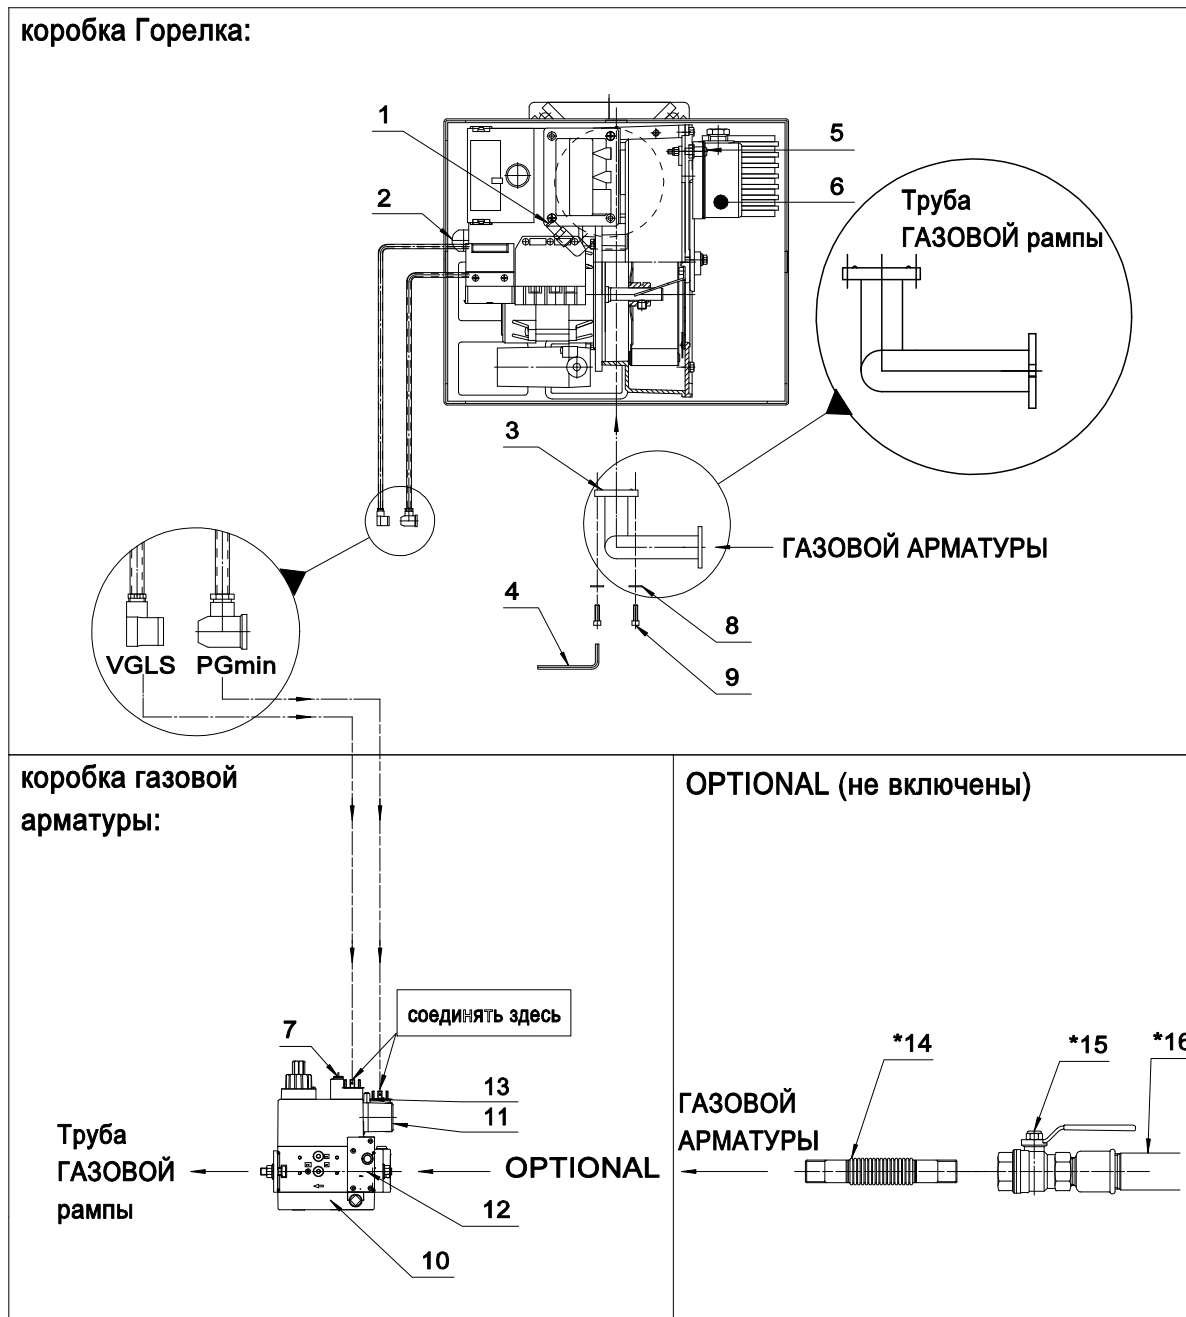 коробка Горелка:
1
2
5
6
Труба
ГАЗОВОЙ рампы
3
ГАЗОВОЙ АРМАТУРЫ
4
8
9
VGLS PGmin
коробка газовой
арматуры:
OPTIONAL (не включены)
соединять здесь
7
13
11
Труба
ГАЗОВОЙ
рампы
OPTIONAL
12
10
*14
*15
*16
ГАЗОВОЙ
АРМАТУРЫ